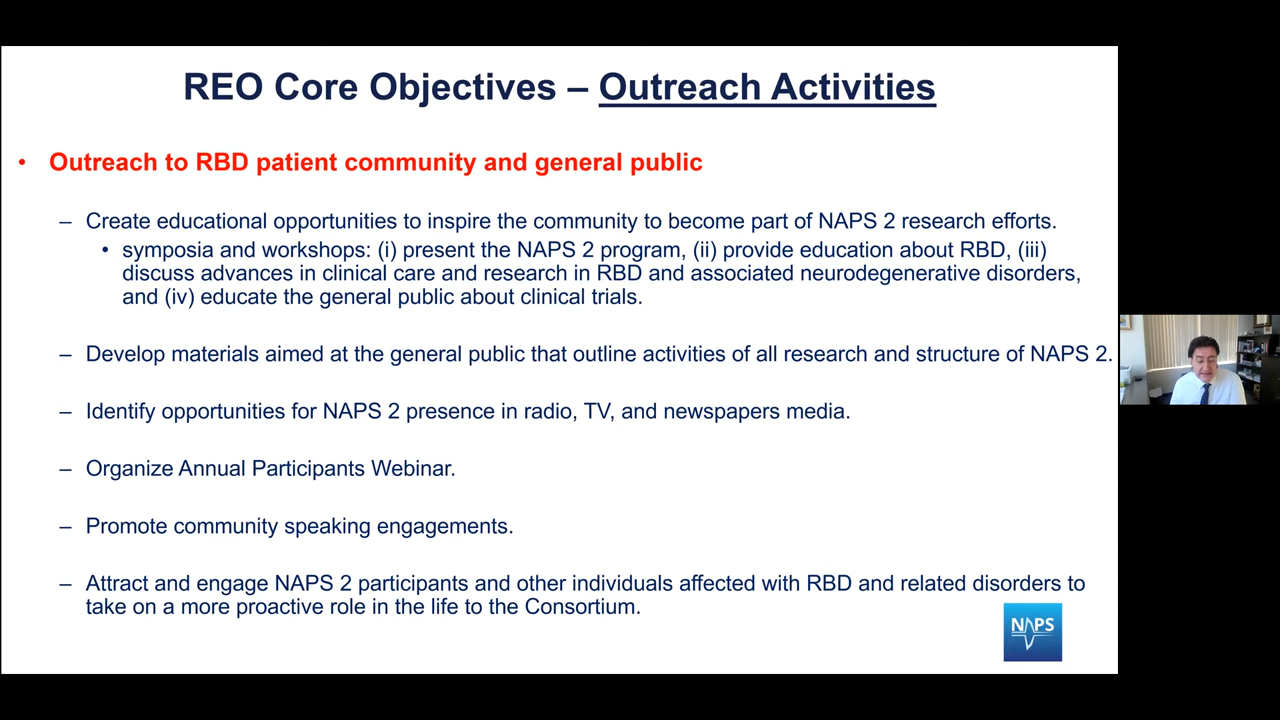 REO Core Objectives – Outreach Activities
• Outreach to RBD patient community and general public
– Create educational opportunities to inspire the community to become part of NAPS 2 research efforts.
• symposia and workshops: (i) present the NAPS 2 program, (ii) provide education about RBD, (iii)
discuss advances in clinical care and research in RBD and associated neurodegenerative disorders,
and (iv) educate the general public about clinical trials.
– Develop materials aimed at the general public that outline activities of all research and structure of NAPS 2.
– Identify opportunities for NAPS 2 presence in radio, TV, and newspapers media.
– Organize Annual Participants Webinar.
– Promote community speaking engagements.
– Attract and engage NAPS 2 participants and other individuals affected with RBD and related disorders to
take on a more proactive role in the life to the Consortium.
NAPS